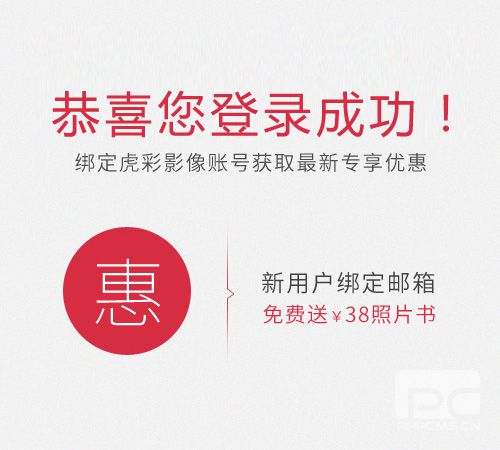 恭喜您登录成功！
绑定虎彩影像账号获取最新专享优惠
惠
新用户绑定邮箱
免费送￥38照片书
PC
PHPCMS.CN